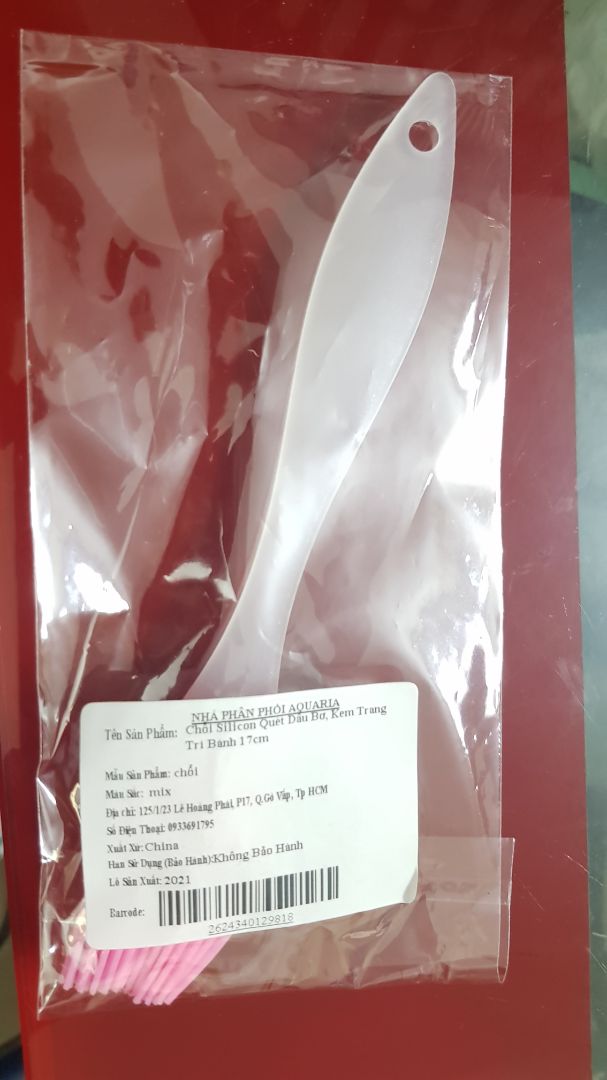 NHÀ PHÂN PHỐI AQUARIA
Tên Sản Phẩm: Chổi Silicon Quét Dầu Bơ, Kem Trang
Trí Bánh 17cm
Mẫu Sản Phẩm: chổi
Màu Sắc: mix
Địa chỉ: 125/1/23 Lê Hoàng Phái, P17, Q.Gò Vấp, Tp HCM
Số Điện Thoại: 0933691795
Xuất Xứ: China
Hạn Sử Dụng (Bảo Hành):Không Bảo Hành
Lô Sản Xuất: 2021
Barcode:
2624340129818